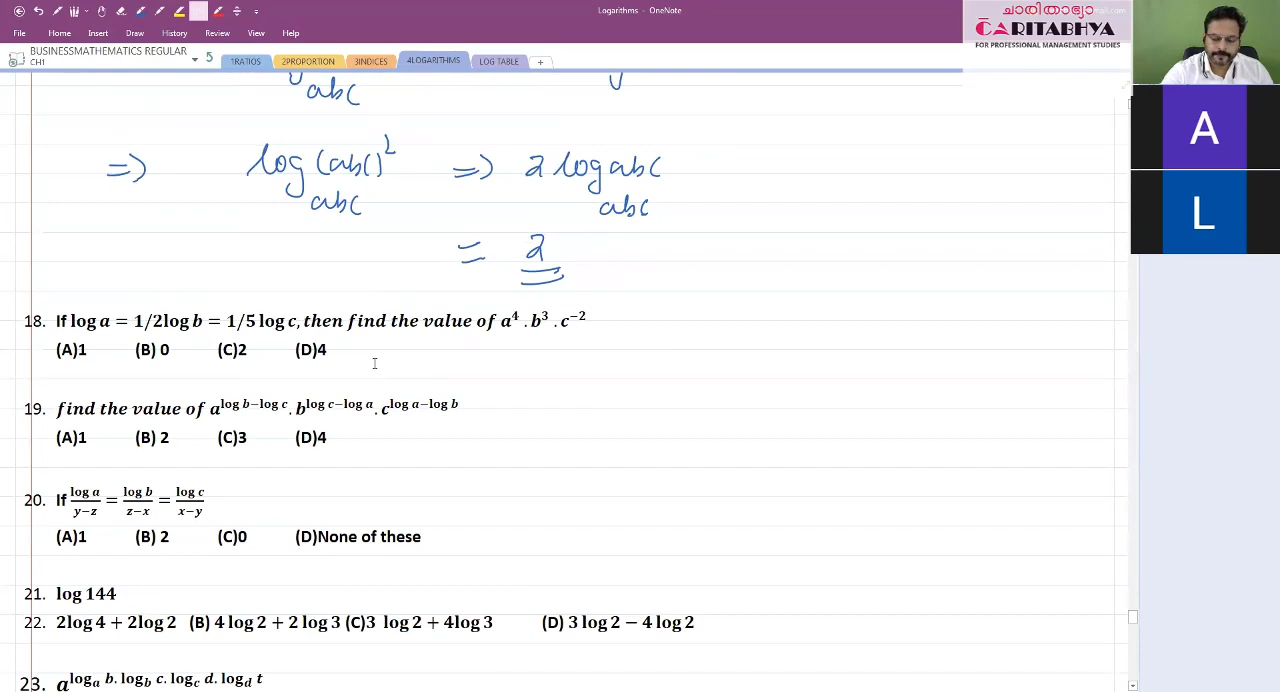 Logarithms - OneNote
ചാരിതാഭ്യാ
CARITABHYA
FOR PROFESSIONAL MANAGEMENT STUDIES
File Home Insert Draw History Review View Help
BUSINESSMATHEMATICS REGULAR
CH1
1RATIOS 2PROPORTION 3INDICES 4LOGARITHMS LOG TABLE +
A
L
abc
=> log (abc)² => 2 log abc
abc abc
= 2
18. If log a = 1/2log b = 1/5 log c, then find the value of a⁴ . b³ . c⁻²
(A)1 (B) 0 (C)2 (D)4
19. find the value of a^{log b−log c} . b^{log c−log a} . c^{log a−log b}
(A)1 (B) 2 (C)3 (D)4
20. If log a/y−z = log b/z−x = log c/x−y
(A)1 (B) 2 (C)0 (D)None of these
21. log 144
22. 2log 4 + 2log 2 (B) 4 log 2 + 2 log 3 (C)3 log 2 + 4log 3 (D) 3 log 2 − 4 log 2
23. a^{log_a b. log_b c. log_c d. log_d t}